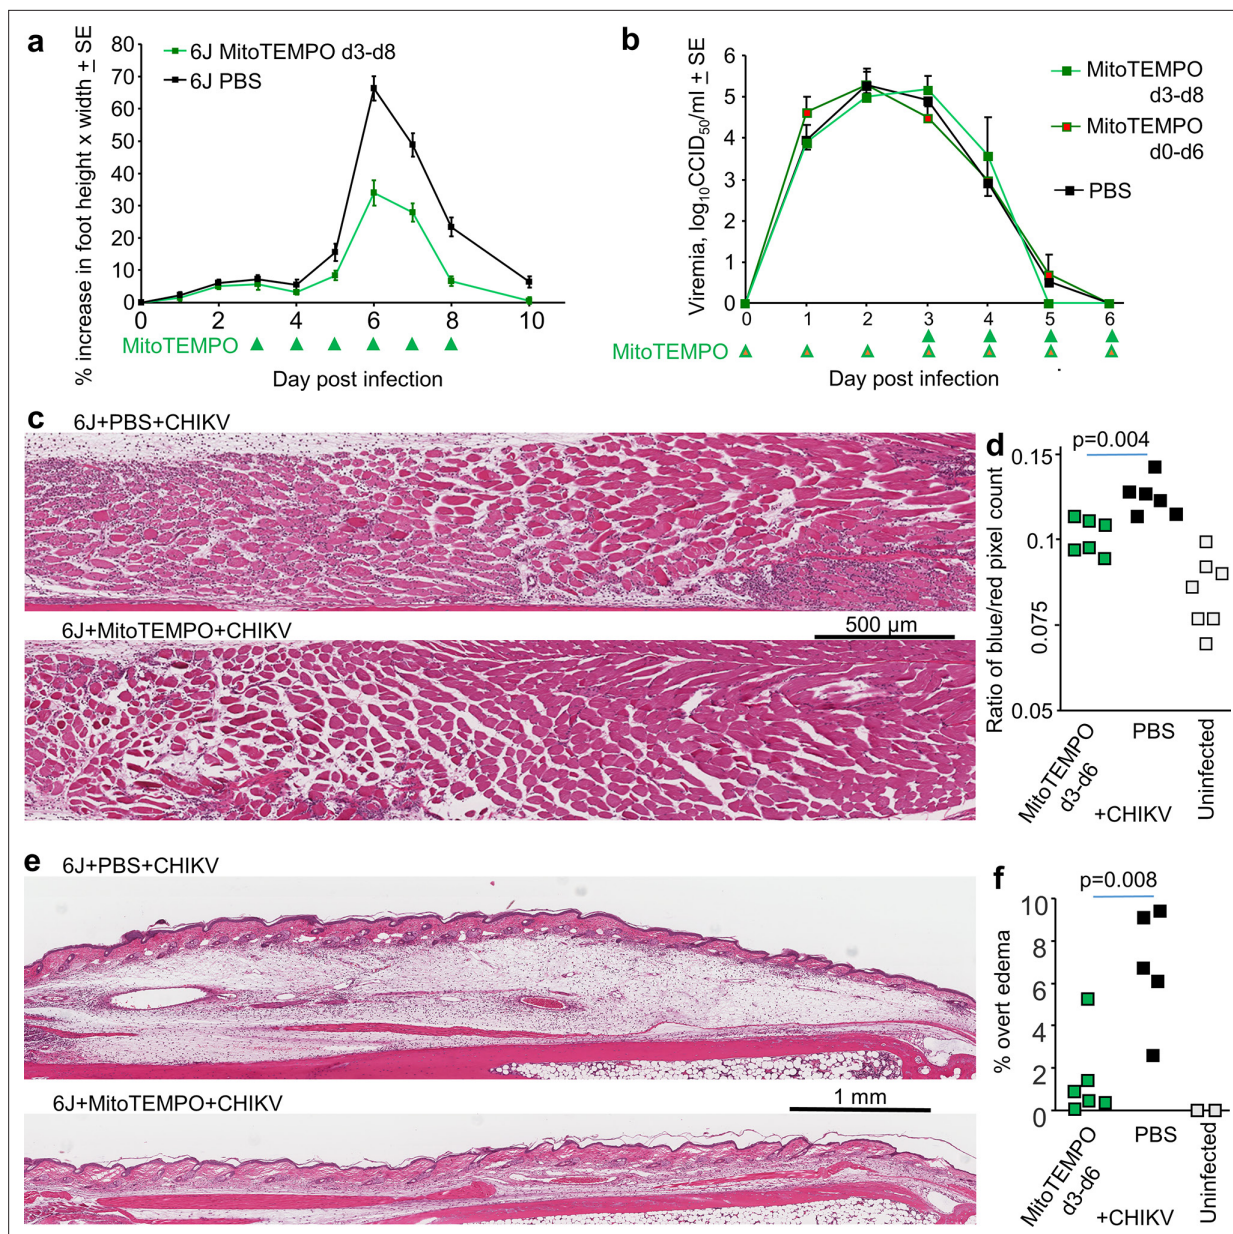 a
% increase in foot height x width ± SE
80
70
60
50
40
30
20
10
0
6J MitoTEMPO d3-d8
6J PBS
0 2 4 6 8 10
MitoTEMPO
Day post infection
b
Viremia, log₁₀CCID₅₀/ml ± SE
6
5
4
3
2
1
0
MitoTEMPO
d3-d8
MitoTEMPO
d0-d6
PBS
0 1 2 3 4 5 6
MitoTEMPO
Day post infection
c
6J+PBS+CHIKV
6J+MitoTEMPO+CHIKV
500 µm
d
p=0.004
Ratio of blue/red pixel count
0.15
0.1
0.075
0.05
MitoTEMPO
d3-d6
PBS
+CHIKV
Uninfected
e
6J+PBS+CHIKV
6J+MitoTEMPO+CHIKV
1 mm
f
p=0.008
% overt edema
10
8
6
4
2
0
MitoTEMPO
d3-d6
PBS
+CHIKV
Uninfected